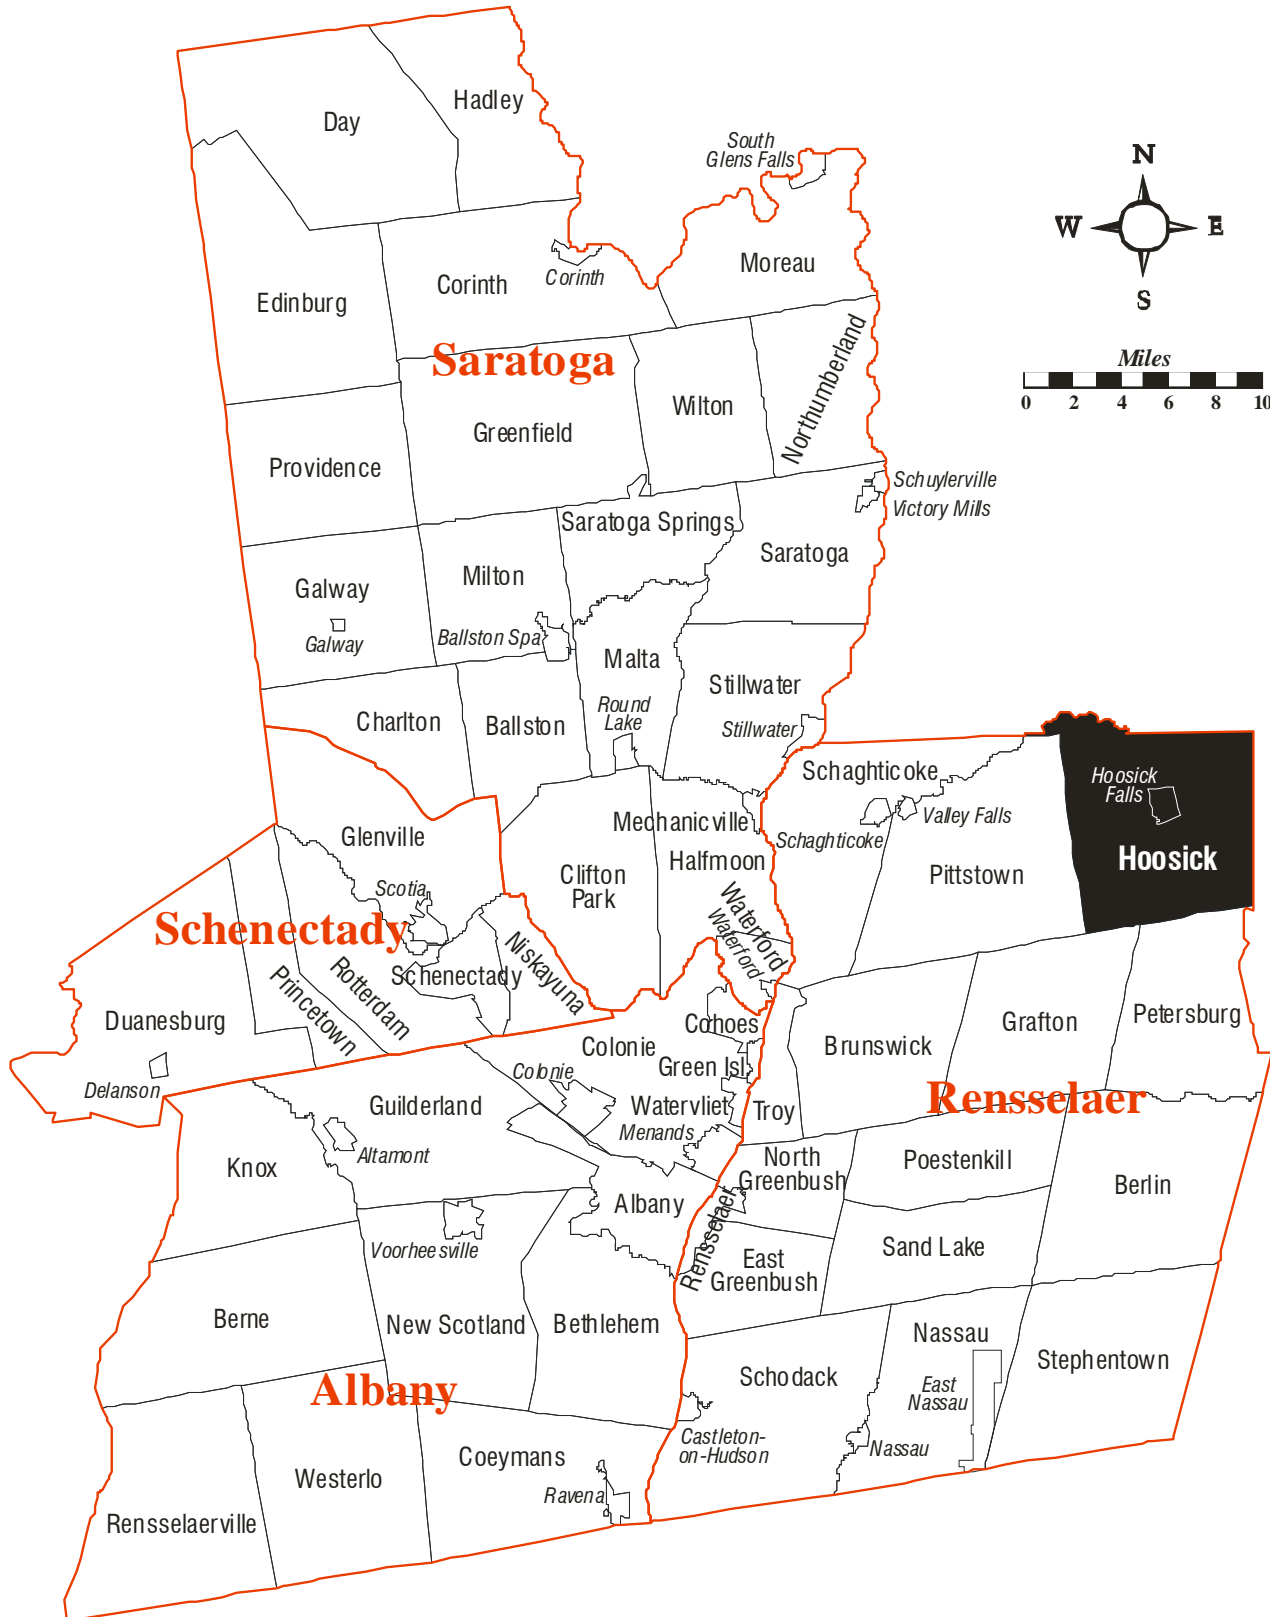 Hadley
Day
South
Glens Falls
N
W
E
S
Moreau
Corinth
Corinth
Edinburg
Miles
0 2 4 6 8 10
Saratoga
Northumberland
Wilton
Greenfield
Providence
Schuylerville
Victory Mills
Saratoga Springs
Saratoga
Milton
Galway
Galway
Ballston Spa
Malta
Stillwater
Round
Lake
Stillwater
Charlton
Ballston
Schaghticoke
Hoosick
Falls
Mechanicville
Valley Falls
Glenville
Schaghticoke
Halfmoon
Hoosick
Clifton
Park
Pittstown
Scotia
Waterford
Waterford
Schenectady
Schenectady
Niskayuna
Rotterdam
Princetown
Duanesburg
Cohoes
Grafton
Petersburg
Colonie
Brunswick
Green Isl
Colonie
Delanson
Rensselaer
Guilderland
Watervliet
Troy
Menands
Altamont
Knox
North
Greenbush
Poestenkill
Berlin
Albany
Rensselaer
Voorheesville
Sand Lake
East
Greenbush
Berne
New Scotland
Bethlehem
Nassau
Stephentown
Schodack
Albany
East
Nassau
Castleton-
on-Hudson
Nassau
Coeymans
Westerlo
Ravena
Rensselaerville